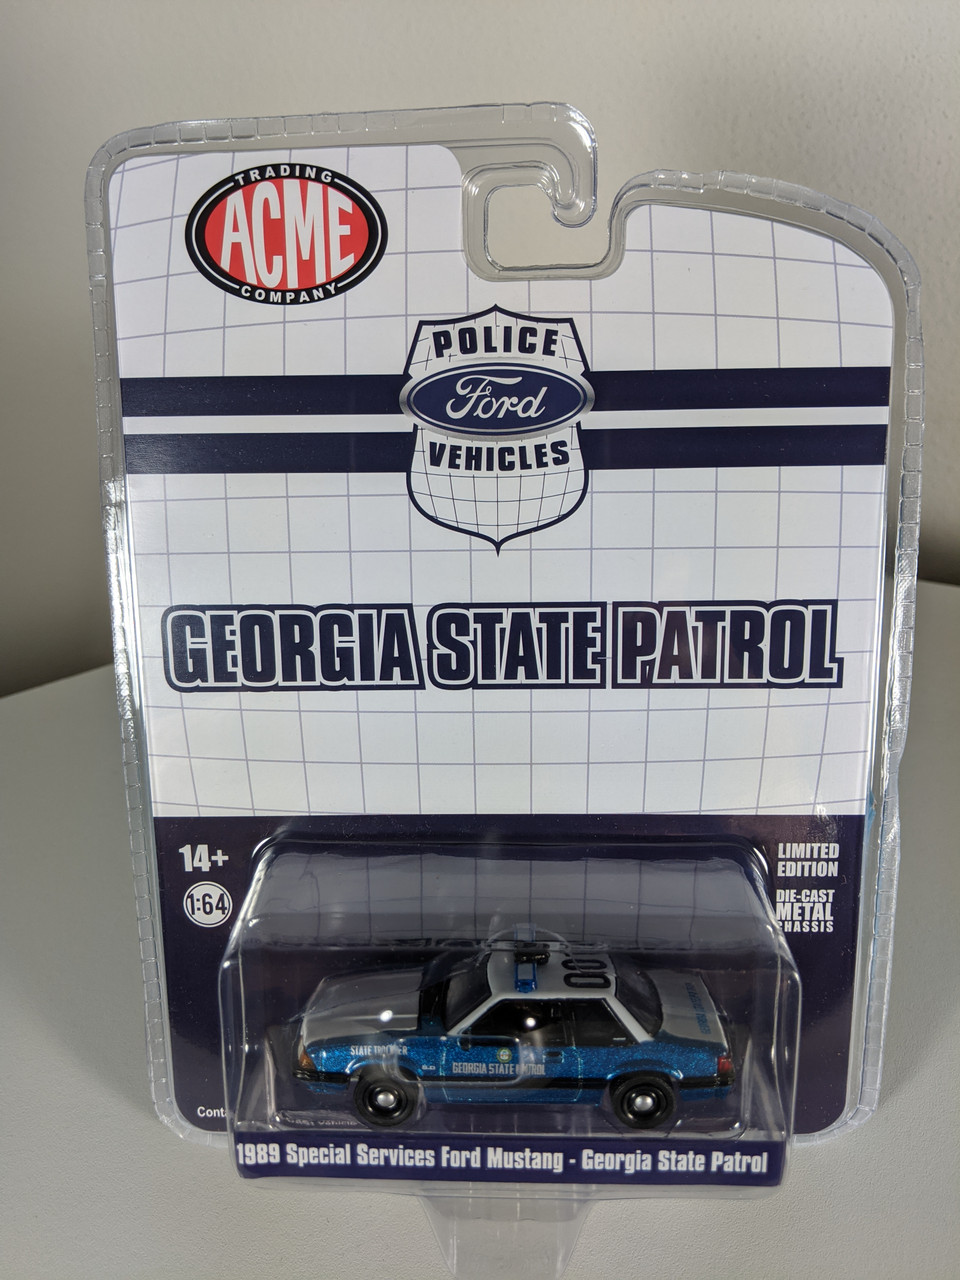 TRADING
ACME
COMPANY
POLICE
Ford
VEHICLES
GEORGIA STATE PATROL
14+
1:64
LIMITED
EDITION
DIE-CAST
METAL
CHASSIS
STATE TROOPER
GEORGIA STATE PATROL
1989 Special Services Ford Mustang - Georgia State Patrol